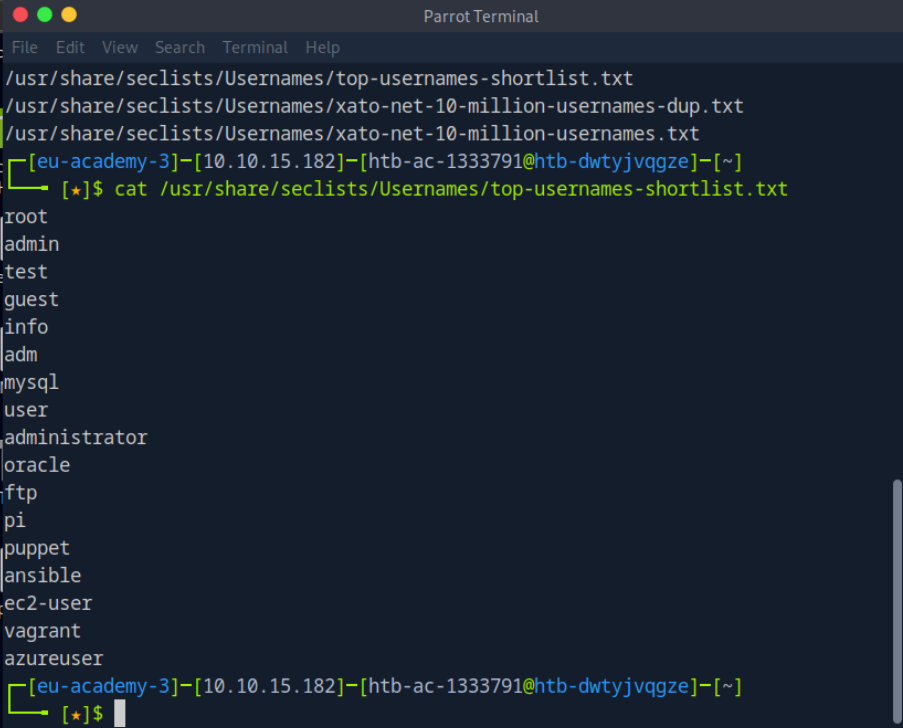 Parrot Terminal
File Edit View Search Terminal Help
/usr/share/seclists/Usernames/top-usernames-shortlist.txt
/usr/share/seclists/Usernames/xato-net-10-million-usernames-dup.txt
/usr/share/seclists/Usernames/xato-net-10-million-usernames.txt
┌─[eu-academy-3]─[10.10.15.182]─[htb-ac-1333791@htb-dwtyjvqgze]─[~]
└──╼ [★]$ cat /usr/share/seclists/Usernames/top-usernames-shortlist.txt
root
admin
test
guest
info
adm
mysql
user
administrator
oracle
ftp
pi
puppet
ansible
ec2-user
vagrant
azureuser
┌─[eu-academy-3]─[10.10.15.182]─[htb-ac-1333791@htb-dwtyjvqgze]─[~]
└──╼ [★]$